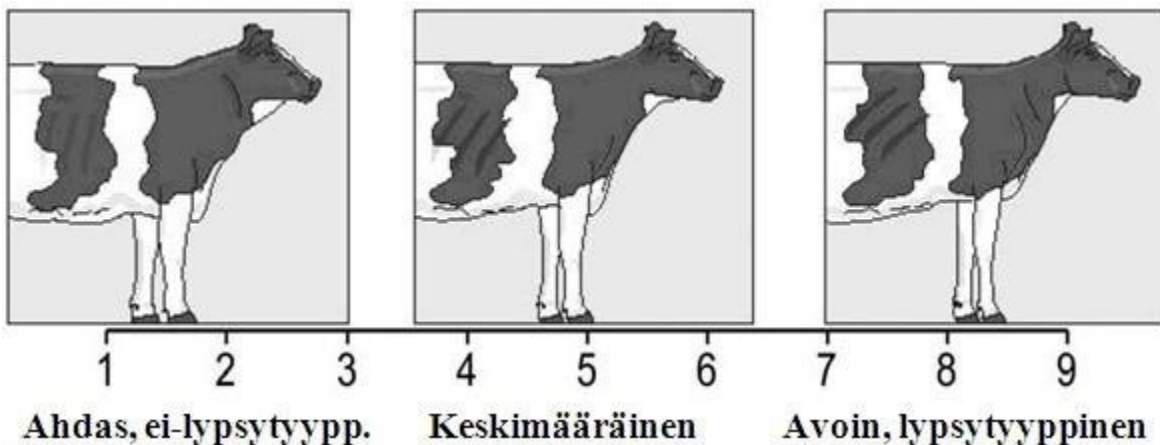 1 2 3 4 5 6 7 8 9
Ahdas, ei-lypsytyypp. Keskimääräinen Avoin, lypsytyyppinen